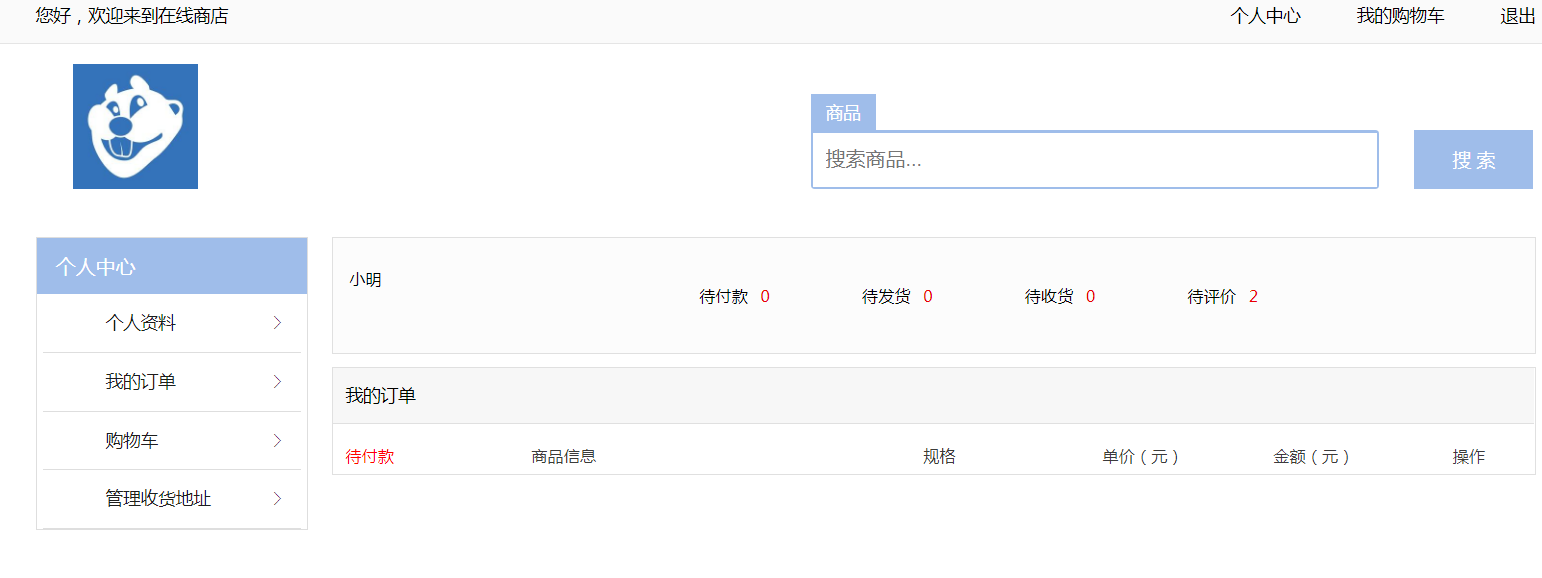 您好，欢迎来到在线商店 个人中心 我的购物车 退出
商品
搜索商品... 搜 索
个人中心
个人资料
我的订单
购物车
管理收货地址
小明
待付款 0 待发货 0 待收货 0 待评价 2
我的订单
待付款 商品信息 规格 单价（元） 金额（元） 操作